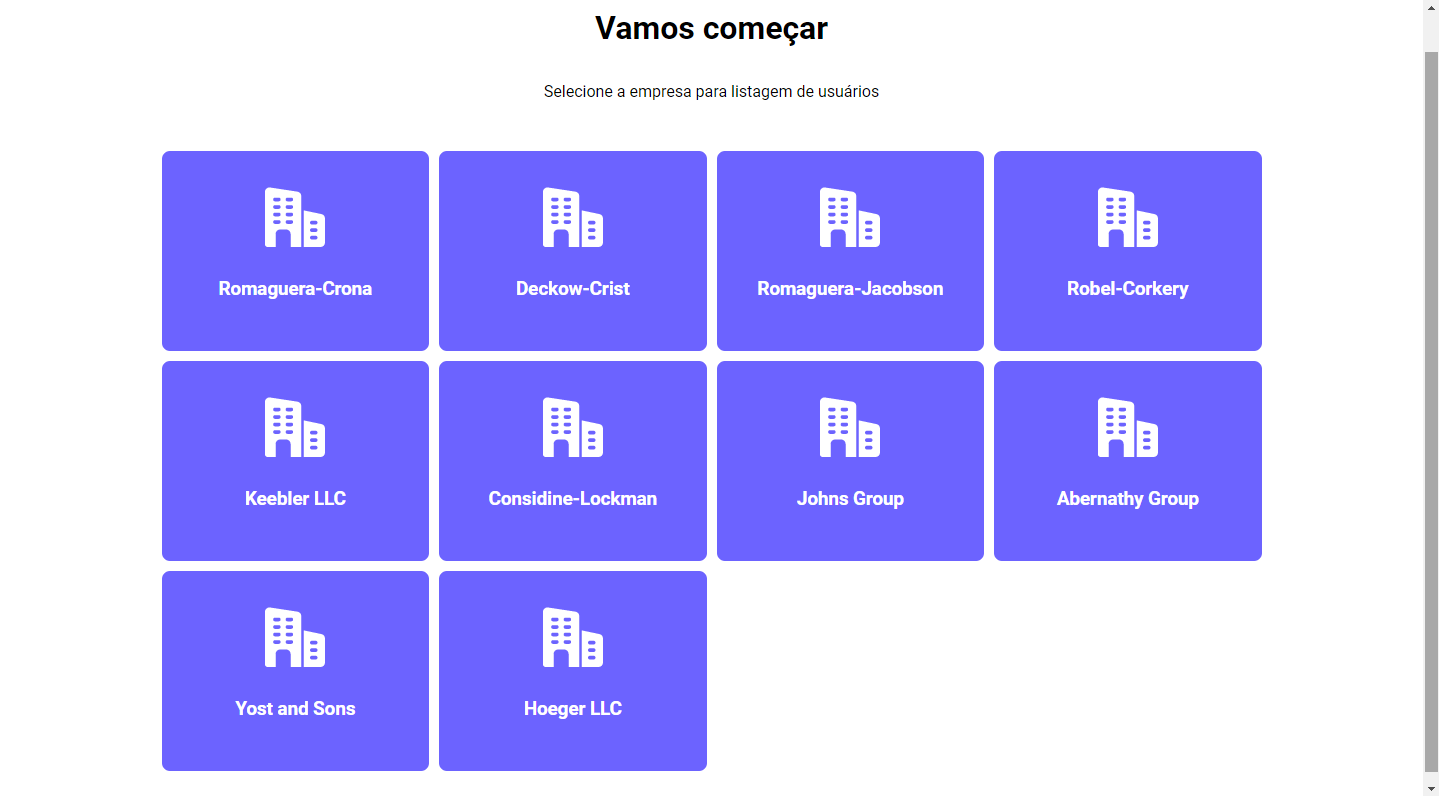 Vamos começar
Selecione a empresa para listagem de usuários
Romaguera-Crona
Deckow-Crist
Romaguera-Jacobson
Robel-Corkery
Keebler LLC
Considine-Lockman
Johns Group
Abernathy Group
Yost and Sons
Hoeger LLC